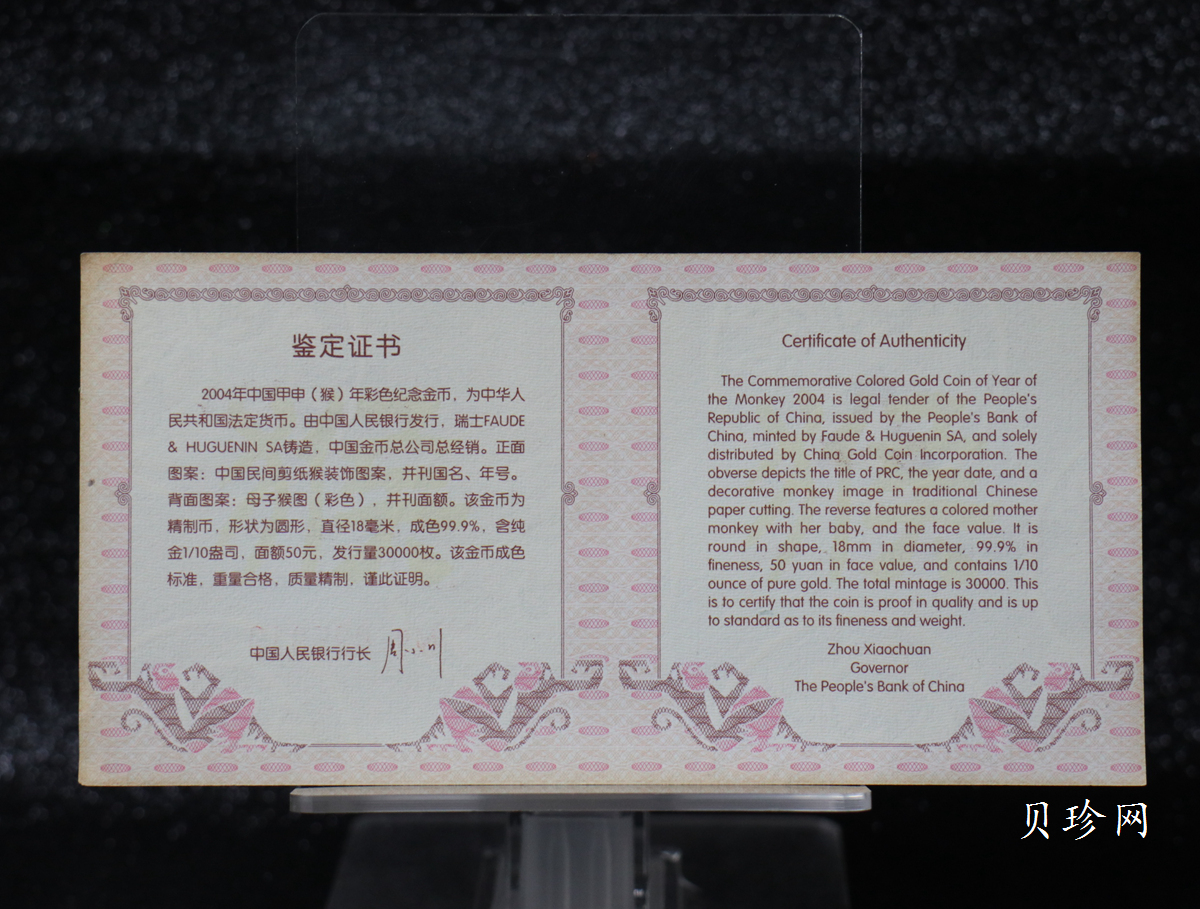 鉴定证书
2004年中国甲申（猴）年彩色纪念金币，为中华人
民共和国法定货币。由中国人民银行发行，瑞士FAUDE
& HUGUENIN SA铸造，中国金币总公司总经销。正面
图案：中国民间剪纸猴装饰图案，并刊国名、年号。
背面图案：母子猴图（彩色），并刊面额。该金币为
精制币，形状为圆形，直径18毫米，成色99.9%，含纯
金1/10盎司，面额50元，发行量30000枚。该金币成色
标准，重量合格，质量精制，谨此证明。
中国人民银行行长 周小川
Certificate of Authenticity
The Commemorative Colored Gold Coin of Year of
the Monkey 2004 is legal tender of the People's
Republic of China, issued by the People's Bank of
China, minted by Faude & Huguenin SA, and solely
distributed by China Gold Coin Incorporation. The
obverse depicts the title of PRC, the year date, and a
decorative monkey image in traditional Chinese
paper cutting. The reverse features a colored mother
monkey with her baby, and the face value. It is
round in shape, 18mm in diameter, 99.9% in
fineness, 50 yuan in face value, and contains 1/10
ounce of pure gold. The total mintage is 30000. This
is to certify that the coin is proof in quality and is up
to standard as to its fineness and weight.
Zhou Xiaochuan
Governor
The People's Bank of China
贝珍网